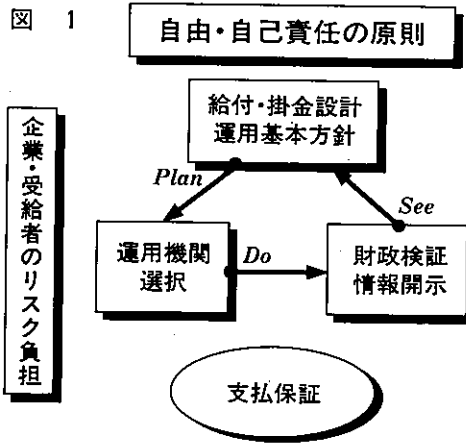 図 1
自由・自己責任の原則
企業・受給者のリスク負担
給付・掛金設計
運用基本方針
Plan
See
運用機関
選択
Do
財政検証
情報開示
支払保証